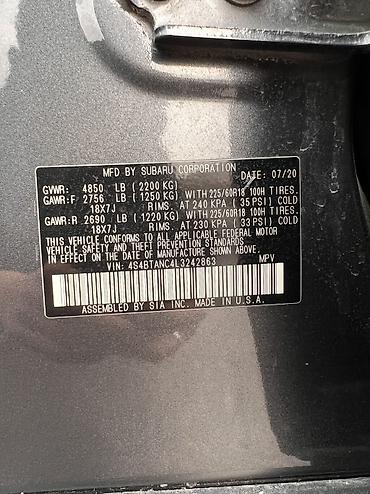 MFD BY SUBARU CORPORATION DATE: 07/20
GVWR: 4850 LB (2200 KG)
GAWR:F 2756 LB (1250 KG) WITH 225/60R18 100H TIRES,
18X7J RIMS, AT 240 KPA (35 PSI) COLD
GAWR:R 2690 LB (1220 KG) WITH 225/60R18 100H TIRES,
18X7J RIMS, AT 230 KPA (33 PSI) COLD
THIS VEHICLE CONFORMS TO ALL APPLICABLE FEDERAL MOTOR
VEHICLE SAFETY AND THEFT PREVENTION STANDARDS IN EFFECT
ON THE DATE OF MANUFACTURE SHOWN ABOVE.
VIN: 4S4BTANC4L3242863 MPV
ASSEMBLED BY SIA INC. MADE IN U.S.A.